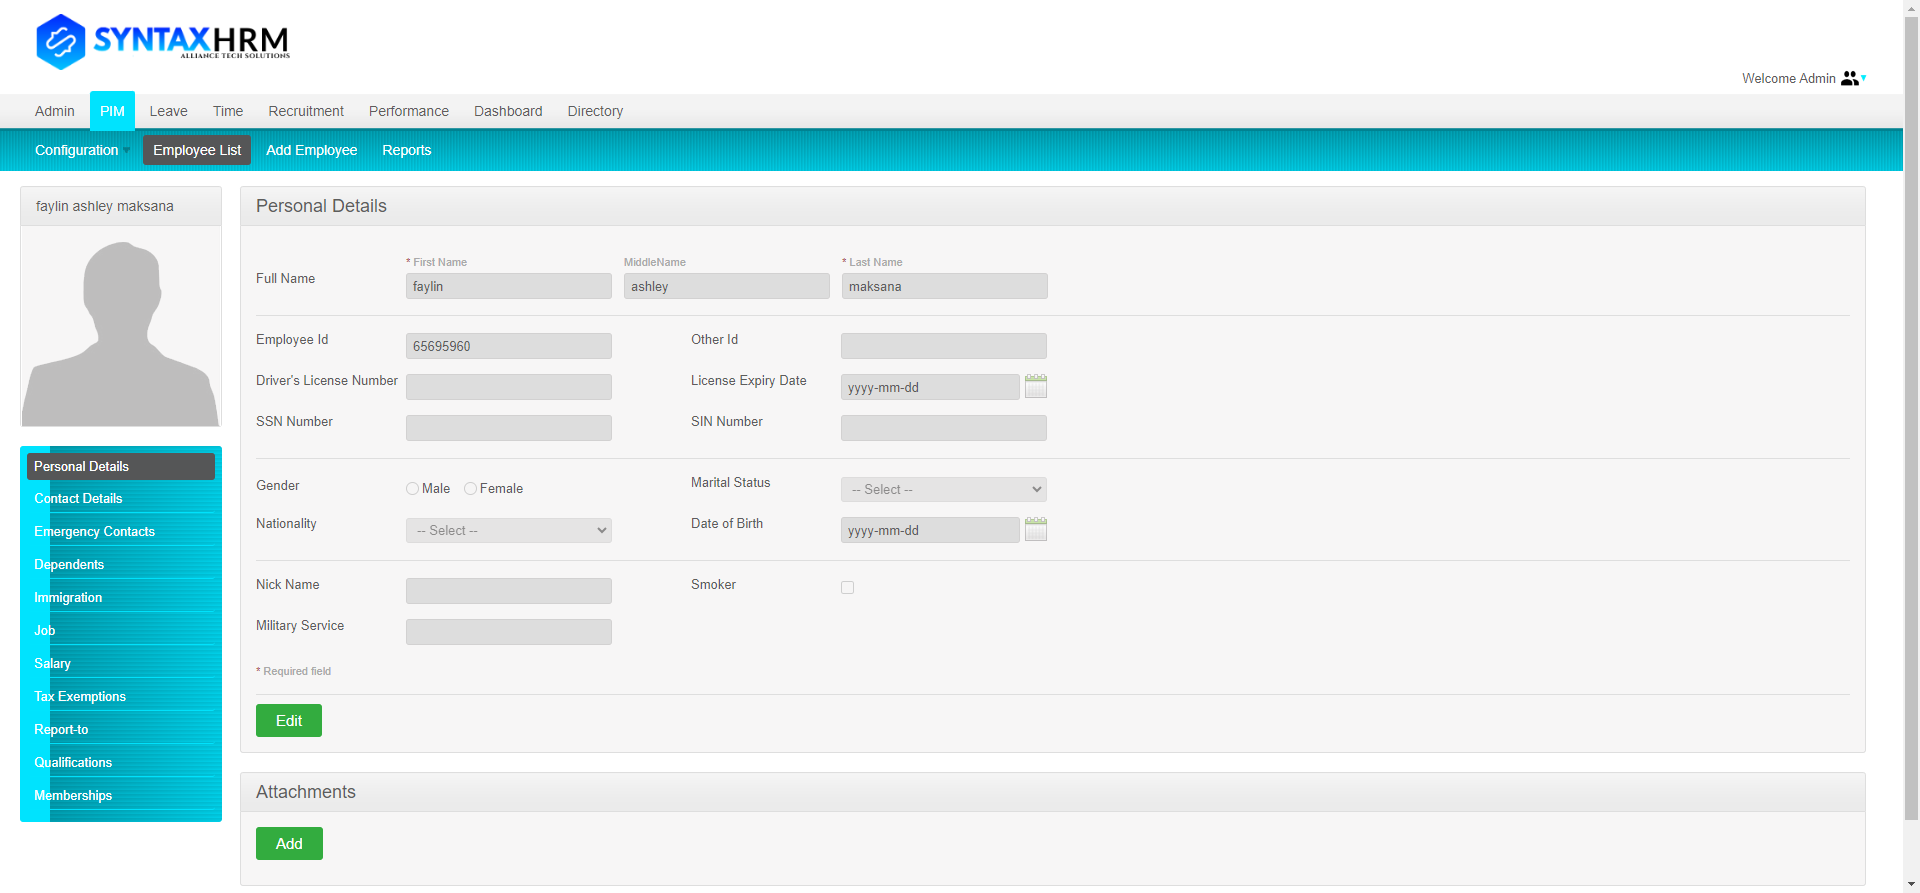 SYNTAXHRM
ALLIANCE TECH SOLUTIONS
Welcome Admin
Admin PIM Leave Time Recruitment Performance Dashboard Directory
Configuration Employee List Add Employee Reports
faylin ashley maksana
Personal Details
Contact Details
Emergency Contacts
Dependents
Immigration
Job
Salary
Tax Exemptions
Report-to
Qualifications
Memberships
Personal Details
* First Name MiddleName * Last Name
Full Name faylin ashley maksana
Employee Id 65695960 Other Id
Driver's License Number License Expiry Date yyyy-mm-dd
SSN Number SIN Number
Gender Male Female Marital Status -- Select --
Nationality -- Select -- Date of Birth yyyy-mm-dd
Nick Name Smoker
Military Service
* Required field
Edit
Attachments
Add